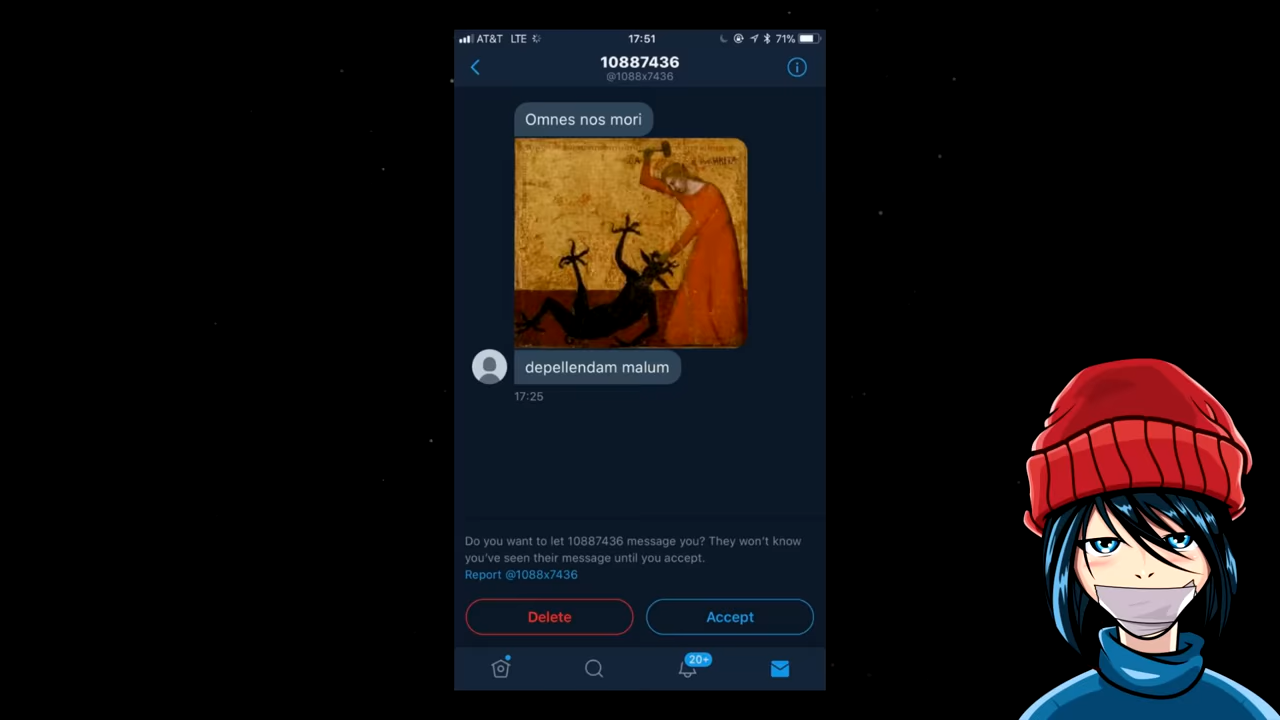 AT&T LTE 17:51 71%
10887436
@1088x7436
Omnes nos mori
depellendam malum
17:25
Do you want to let 10887436 message you? They won't know
you've seen their message until you accept.
Report @1088x7436
Delete Accept
20+